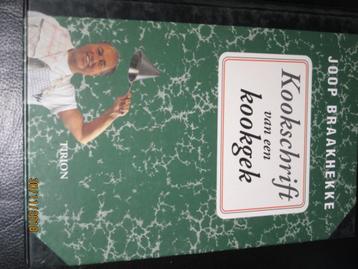 JOOP BRAAKHEKKE
Kookschrift
van een
kookgek
TIRION